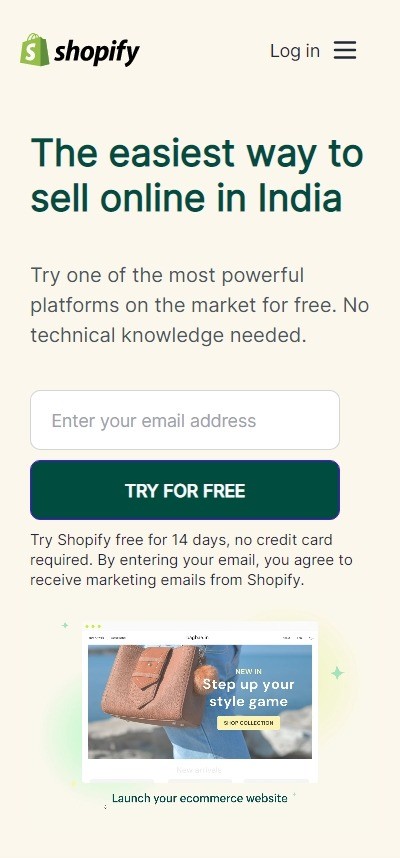 shopify
Log in
The easiest way to
sell online in India
Try one of the most powerful
platforms on the market for free. No
technical knowledge needed.
Enter your email address
TRY FOR FREE
Try Shopify free for 14 days, no credit card
required. By entering your email, you agree to
receive marketing emails from Shopify.
NEW IN
Step up your
style game
SHOP COLLECTION
New arrivals
Launch your ecommerce website